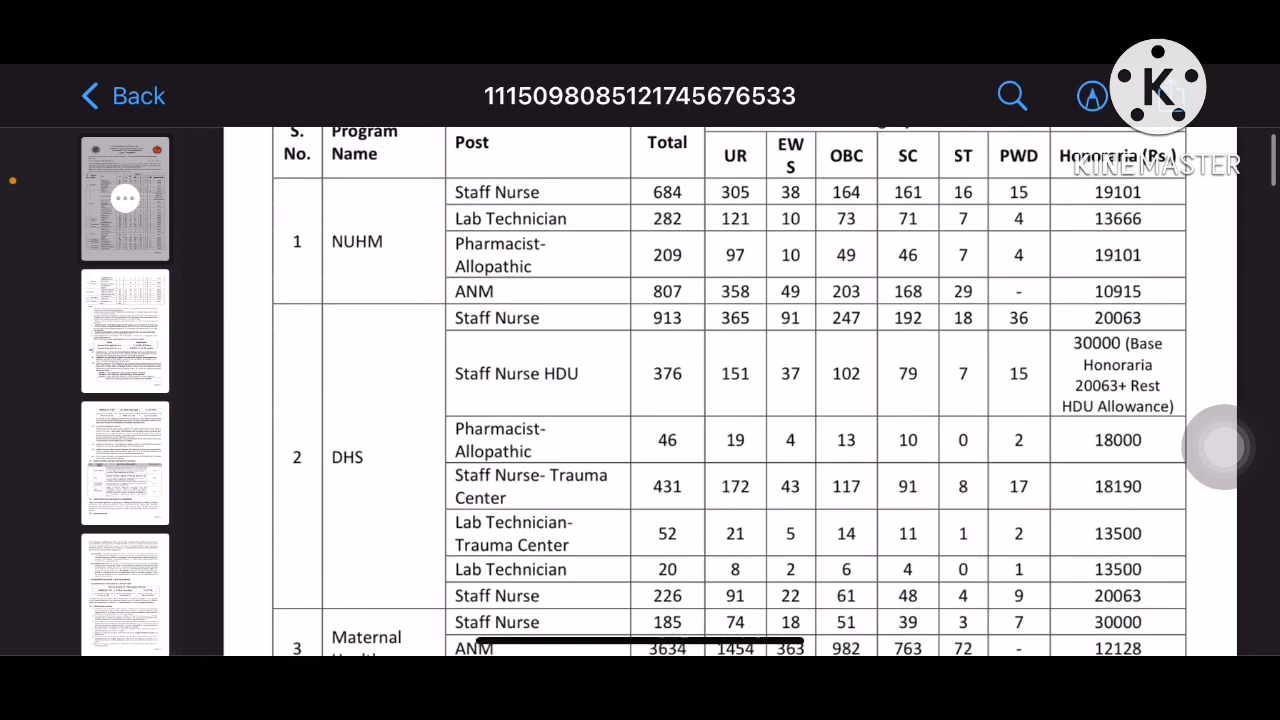 Back
1115098085121745676533
K
KINEMASTER
S. No. Program Name Post Total UR EWS OBC SC ST PWD Honoraria (Rs.)
1 NUHM
Staff Nurse 684 305 38 164 161 16 15 19101
Lab Technician 282 121 10 73 71 7 4 13666
Pharmacist-
Allopathic 209 97 10 49 46 7 4 19101
ANM 807 358 49 203 168 29 - 10915
2 DHS
Staff Nurse 913 365 91 247 192 18 36 20063
Staff Nurse HDU 376 151 37 102 79 7 15 30000 (Base
Honoraria
20063+ Rest
HDU Allowance)
Pharmacist-
Allopathic 46 19 4 13 10 0 2 18000
Staff Nurse- Trauma
Center 431 172 43 117 91 8 17 18190
Lab Technician-
Trauma Center 52 21 5 14 11 1 2 13500
Lab Technician 20 8 2 6 4 0 1 13500
Staff Nurse 226 91 22 61 48 4 9 20063
3 Maternal
Staff Nurse 185 74 18 51 39 3 7 30000
ANM 3634 1454 363 982 763 72 - 12128